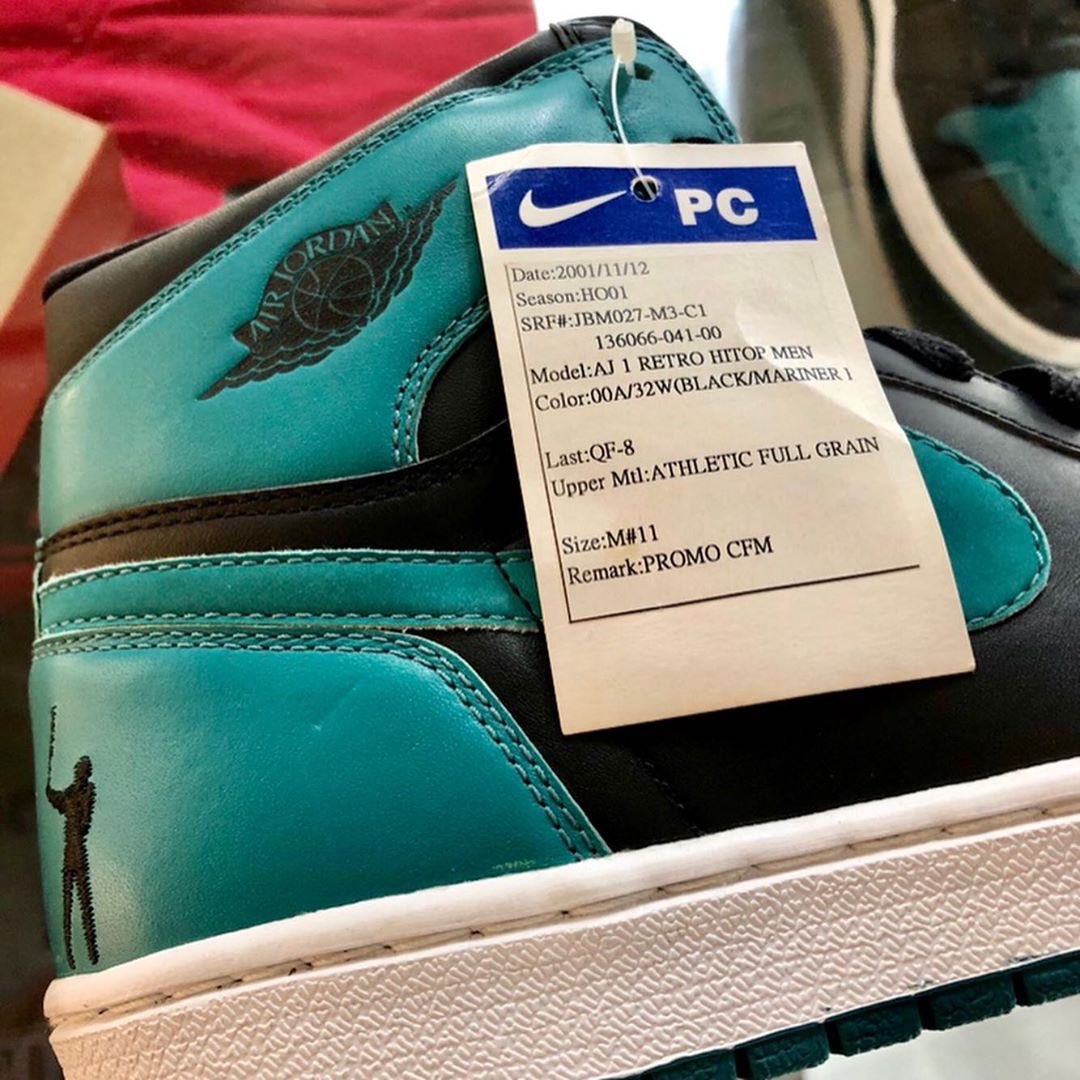 AIR JORDAN
PC
Date:2001/11/12
Season:HO01
SRF#:JBM027-M3-C1
136066-041-00
Model:AJ 1 RETRO HITOP MEN
Color:00A/32W(BLACK/MARINER 1
Last:QF-8
Upper Mtl:ATHLETIC FULL GRAIN
Size:M#11
Remark:PROMO CFM